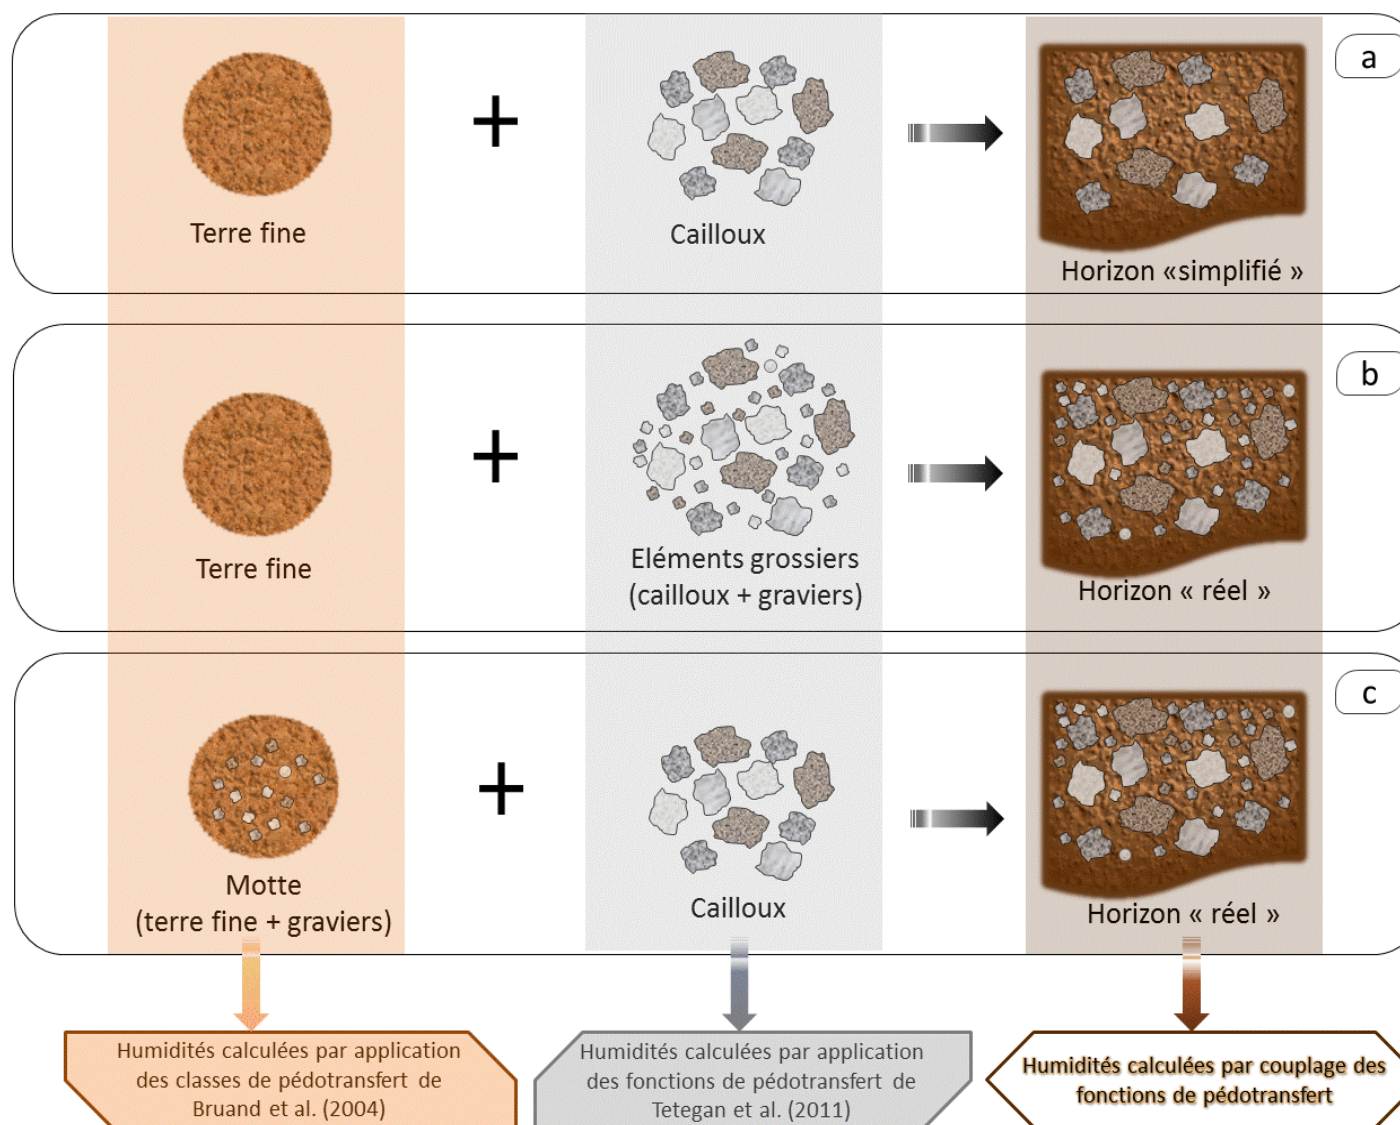 a
Terre fine
Cailloux
Horizon «simplifié »
b
Terre fine
Eléments grossiers
(cailloux + graviers)
Horizon « réel »
c
Motte
(terre fine + graviers)
Cailloux
Horizon « réel »
Humidités calculées par application
des classes de pédotransfert de
Bruand et al. (2004)
Humidités calculées par application
des fonctions de pédotransfert de
Tetegan et al. (2011)
Humidités calculées par couplage des
fonctions de pédotransfert